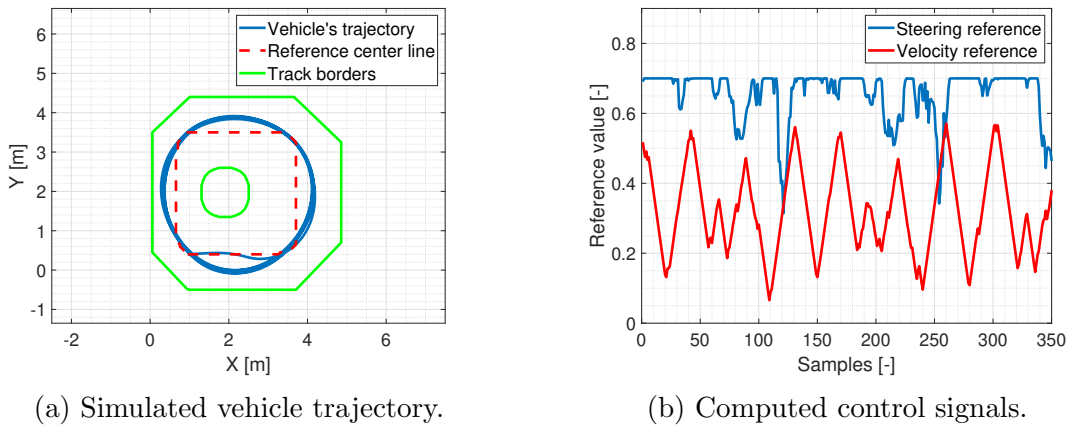 Vehicle's trajectory
Reference center line
Track borders
6
5
4
3
2
1
0
-1
Y [m]
-2
0
2
4
6
X [m]
(a) Simulated vehicle trajectory.
Steering reference
Velocity reference
0.8
0.6
0.4
0.2
0
Reference value [-]
0
50
100
150
200
250
300
350
Samples [-]
(b) Computed control signals.